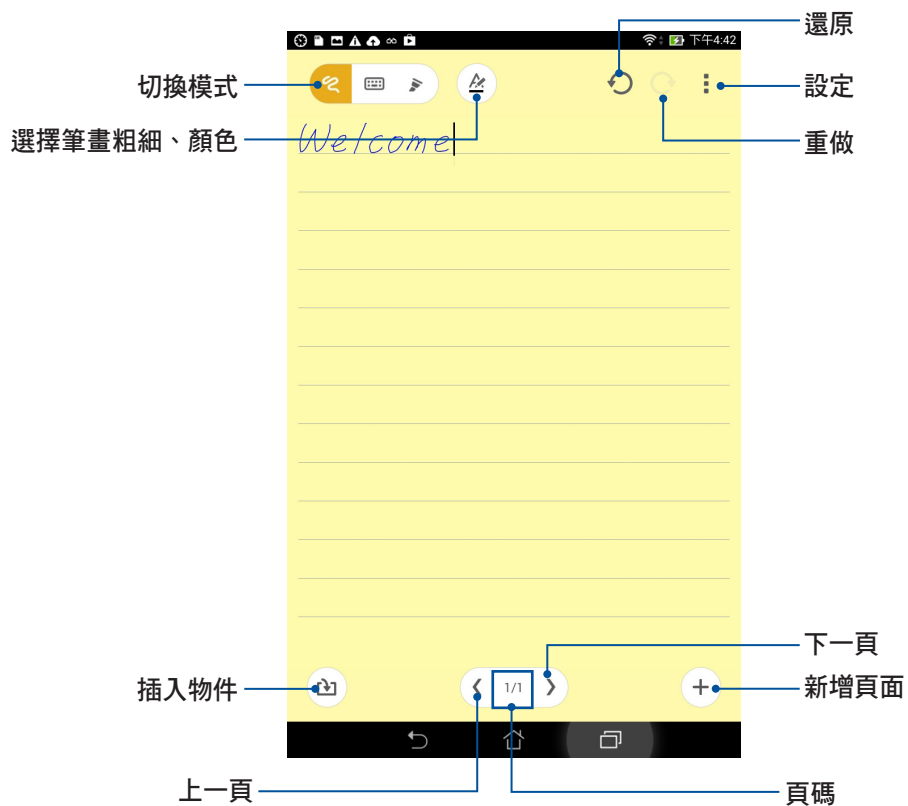 還原
下午4:42
切換模式
設定
選擇筆畫粗細、顏色
重做
Welcome
下一頁
插入物件
1/1
新增頁面
上一頁
頁碼